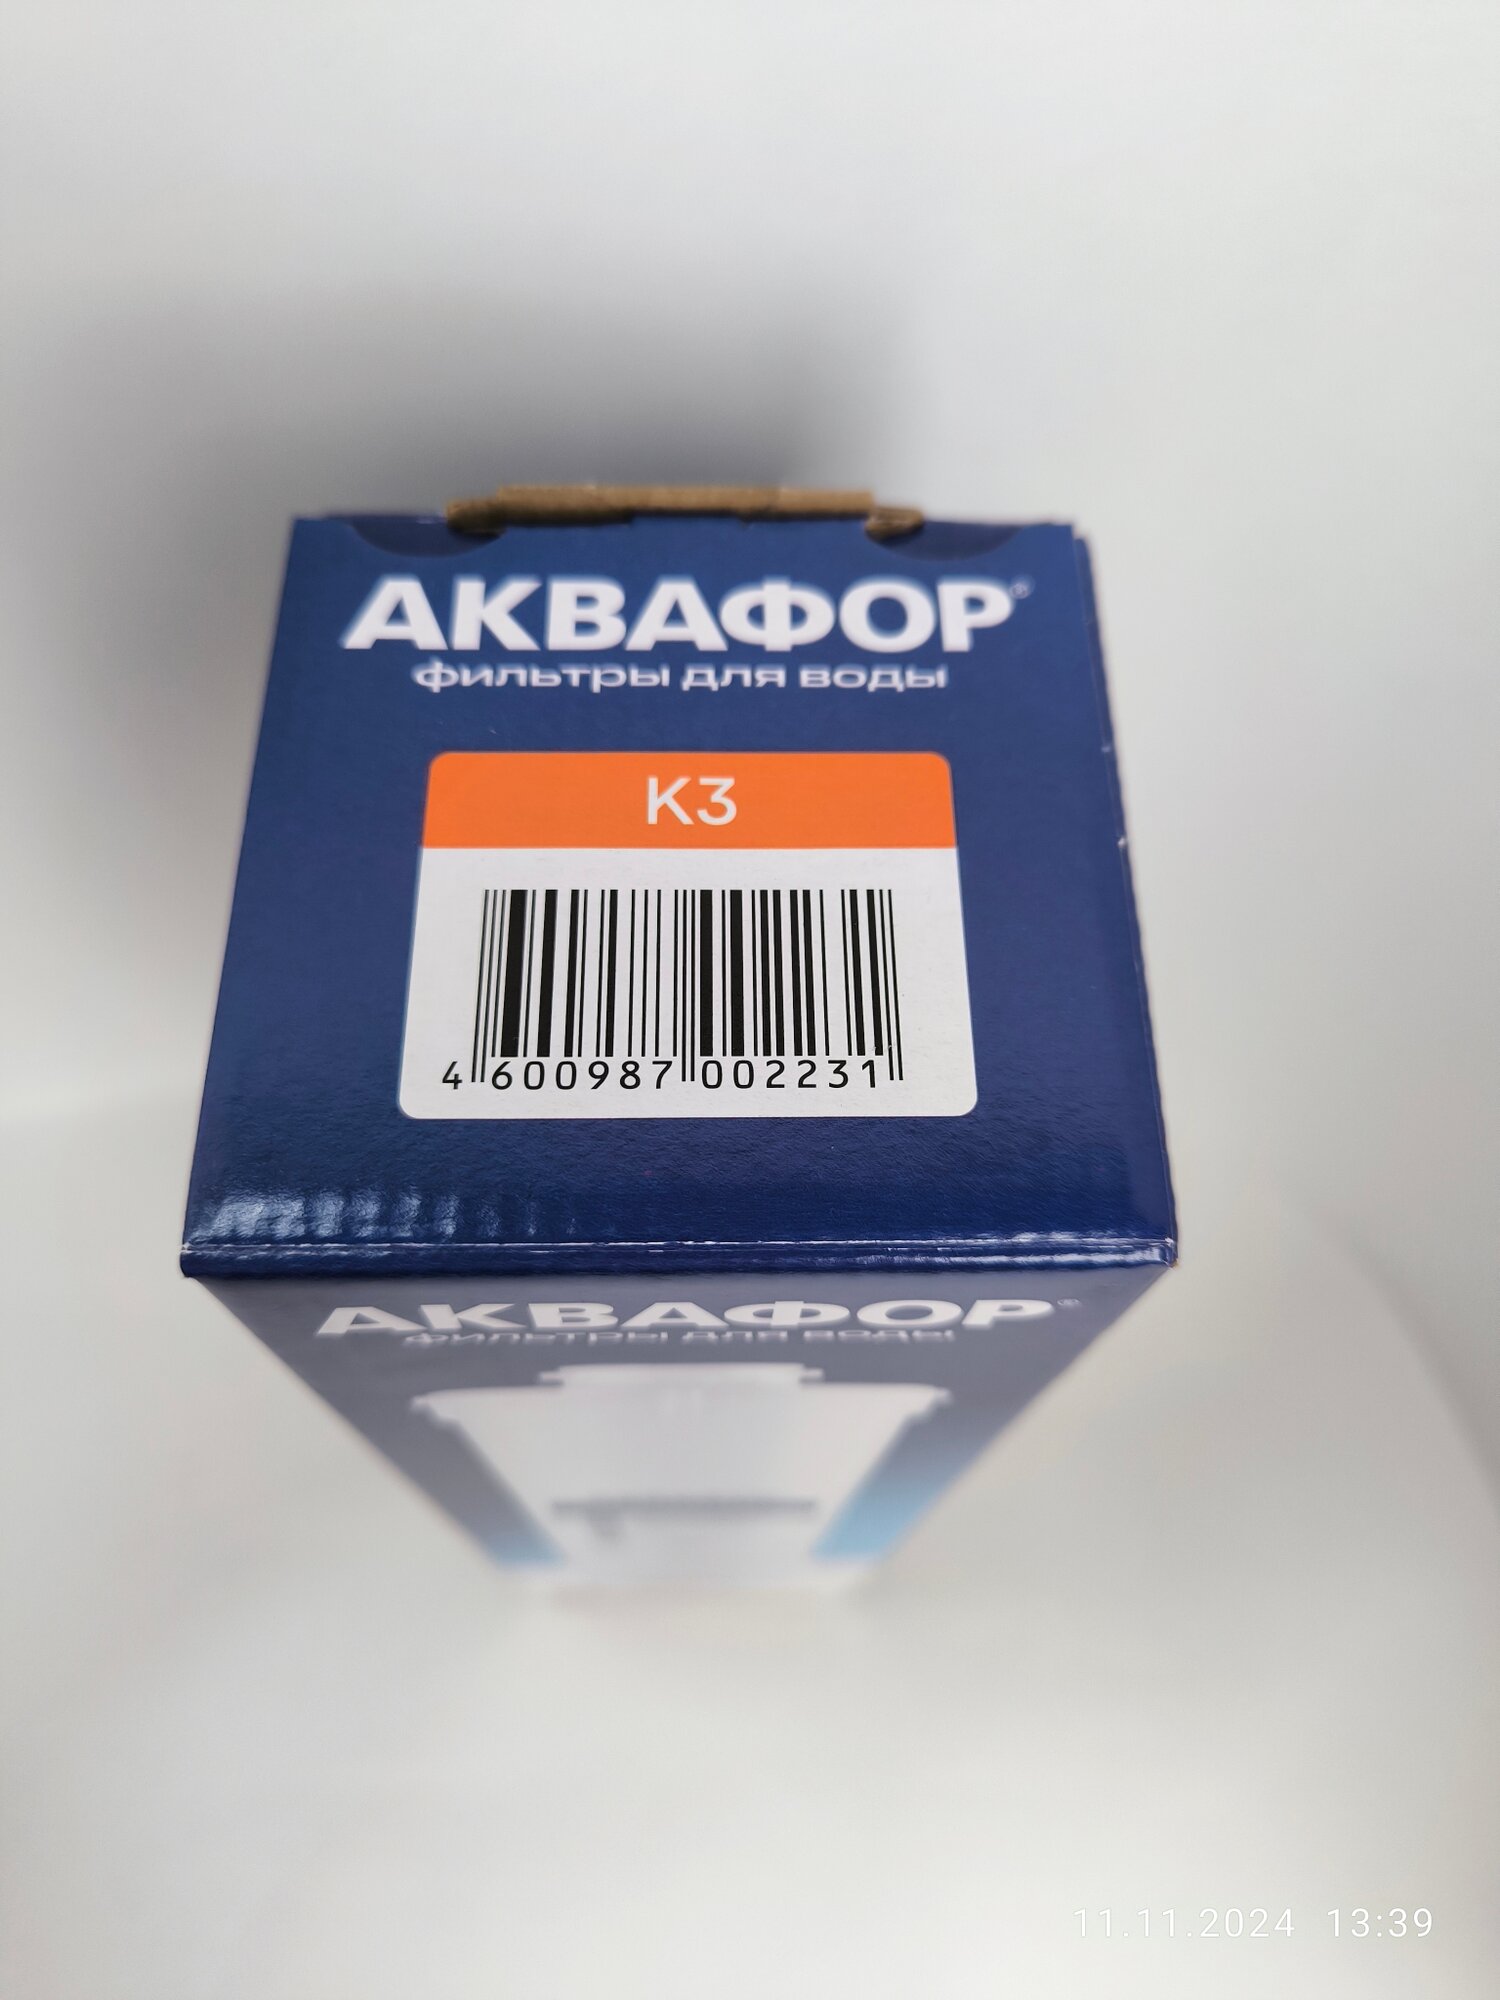 АКВАФОР®
фильтры для воды
К3
4 600987 002231
АКВАФОР®
фильтры для воды
11.11.2024 13:39